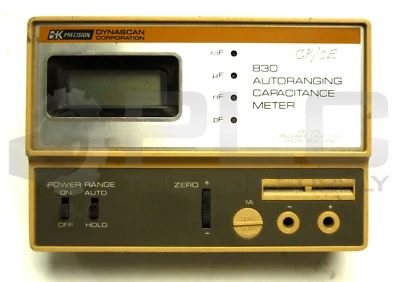 BK PRECISION DYNASCAN CORPORATION
mF
µF
nF
pF
CP/CE
830
AUTORANGING
CAPACITANCE
METER
POWER RANGE
ON AUTO
OFF HOLD
ZERO +
-
1A
- +